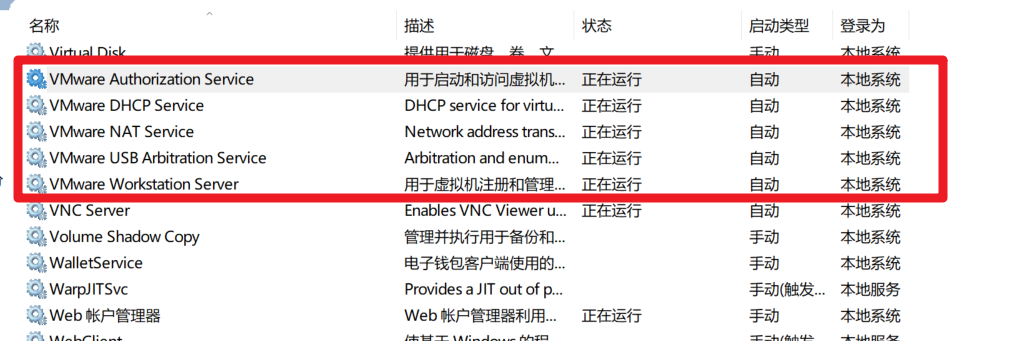 名称 描述 状态 启动类型 登录为
Virtual Disk 提供用于磁盘、卷、文... 手动 本地系统
VMware Authorization Service 用于启动和访问虚拟机... 正在运行 自动 本地系统
VMware DHCP Service DHCP service for virtu... 正在运行 自动 本地系统
VMware NAT Service Network address trans... 正在运行 自动 本地系统
VMware USB Arbitration Service Arbitration and enum... 正在运行 自动 本地系统
VMware Workstation Server 用于虚拟机注册和管理... 正在运行 自动 本地系统
VNC Server Enables VNC Viewer u... 正在运行 自动 本地系统
Volume Shadow Copy 管理并执行用于备份和... 手动 本地系统
WalletService 电子钱包客户端使用的... 手动 本地系统
WarpJITSvc Provides a JIT out of p... 手动(触发... 本地服务
Web 帐户管理器 Web 帐户管理器利用... 正在运行 手动 本地系统
WebClient 使基于 Windows 的程... 手动(触发... 本地服务